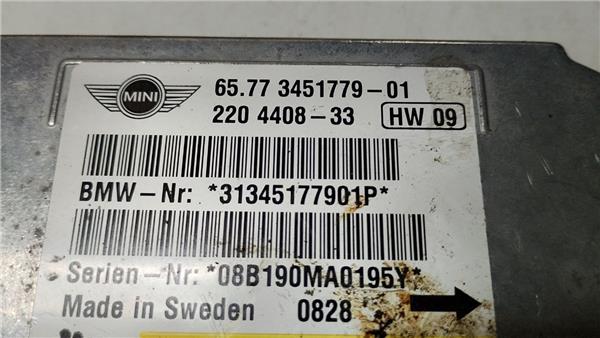 MINI
65.77 3451779-01
220 4408-33 HW 09
BMW-Nr: *31345177901P*
Serien-Nr: *08B190MA0195Y*
Made in Sweden 0828